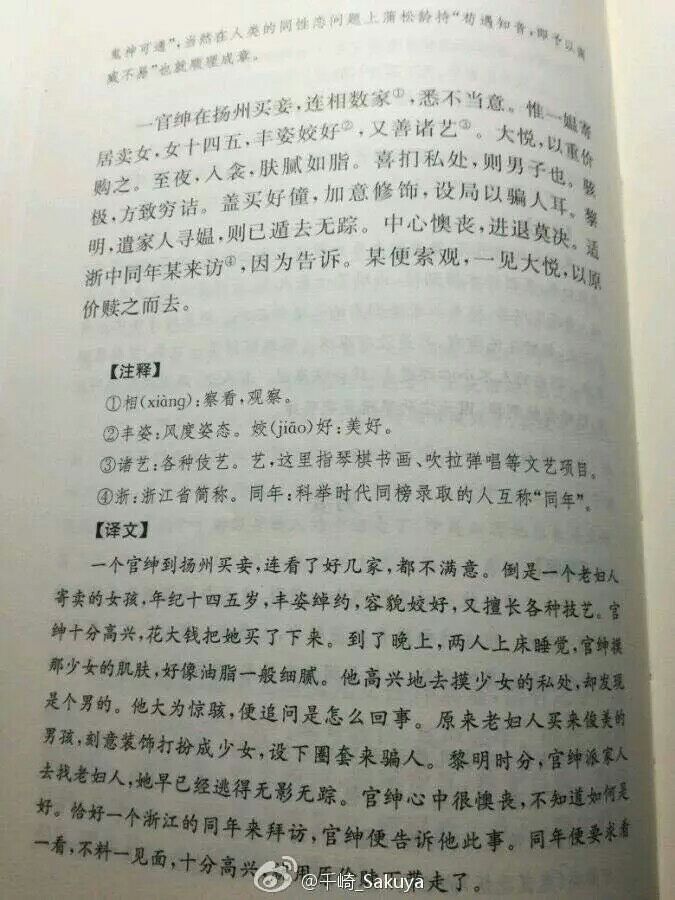 鬼神可通”,当然在人类的同性恋问题上蒲松龄持“苟遇知音,即予以南
威不易”也就顺理成章。
一官绅在扬州买妾,连相数家①,悉不当意。惟一媪寄
居卖女,女十四五,丰姿姣好②,又善诸艺③。大悦,以重价
购之。至夜,入衾,肤腻如脂。喜扪私处,则男子也。骇
极,方致穷诘。盖买好僮,加意修饰,设局以骗人耳。黎
明,遣家人寻媪,则已遁去无踪。中心懊丧,进退莫决。适
浙中同年某来访④,因为告诉。某便索观,一见大悦,以原
价赎之而去。
【注释】
①相(xiàng):察看,观察。
②丰姿:风度姿态。姣(jiāo)好:美好。
③诸艺:各种伎艺。艺,这里指琴棋书画、吹拉弹唱等文艺项目。
④浙:浙江省简称。同年:科举时代同榜录取的人互称“同年”。
【译文】
一个官绅到扬州买妾,连看了好几家,都不满意。倒是一个老妇人
寄卖的女孩,年纪十四五岁,丰姿绰约,容貌姣好,又擅长各种技艺。官
绅十分高兴,花大钱把她买了下来。到了晚上,两人上床睡觉,官绅摸
那少女的肌肤,好像油脂一般细腻。他高兴地去摸少女的私处,却发现
是个男的。他大为惊骇,便追问是怎么回事。原来老妇人买来俊美的
男孩,刻意装饰打扮成少女,设下圈套来骗人。黎明时分,官绅派家人
去找老妇人,她早已经逃得无影无踪。官绅心中很懊丧,不知道如何是
好。恰好一个浙江的同年来拜访,官绅便告诉他此事。同年便要求看
一看,不料一见面,十分高兴,用原价赎下带走了。
@千崎_Sakuya